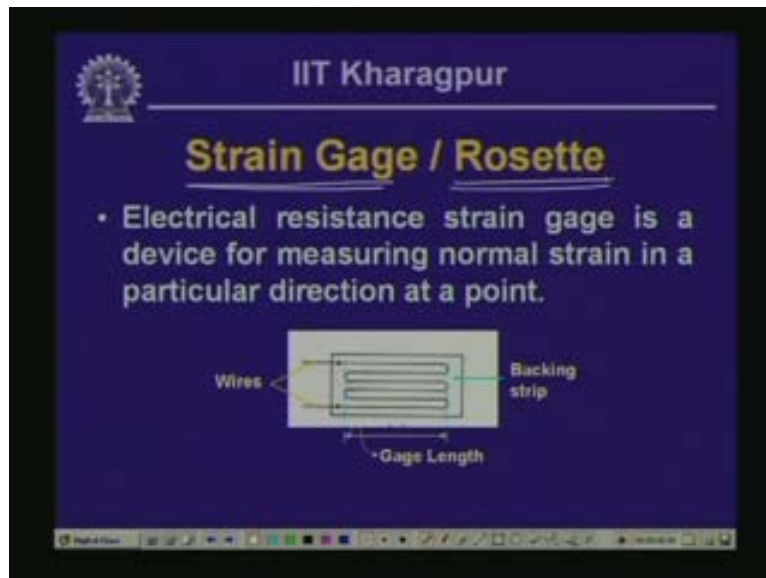 IIT Kharagpur
Strain Gage / Rosette
• Electrical resistance strain gage is a
device for measuring normal strain in a
particular direction at a point.
Wires
Backing
strip
Gage Length